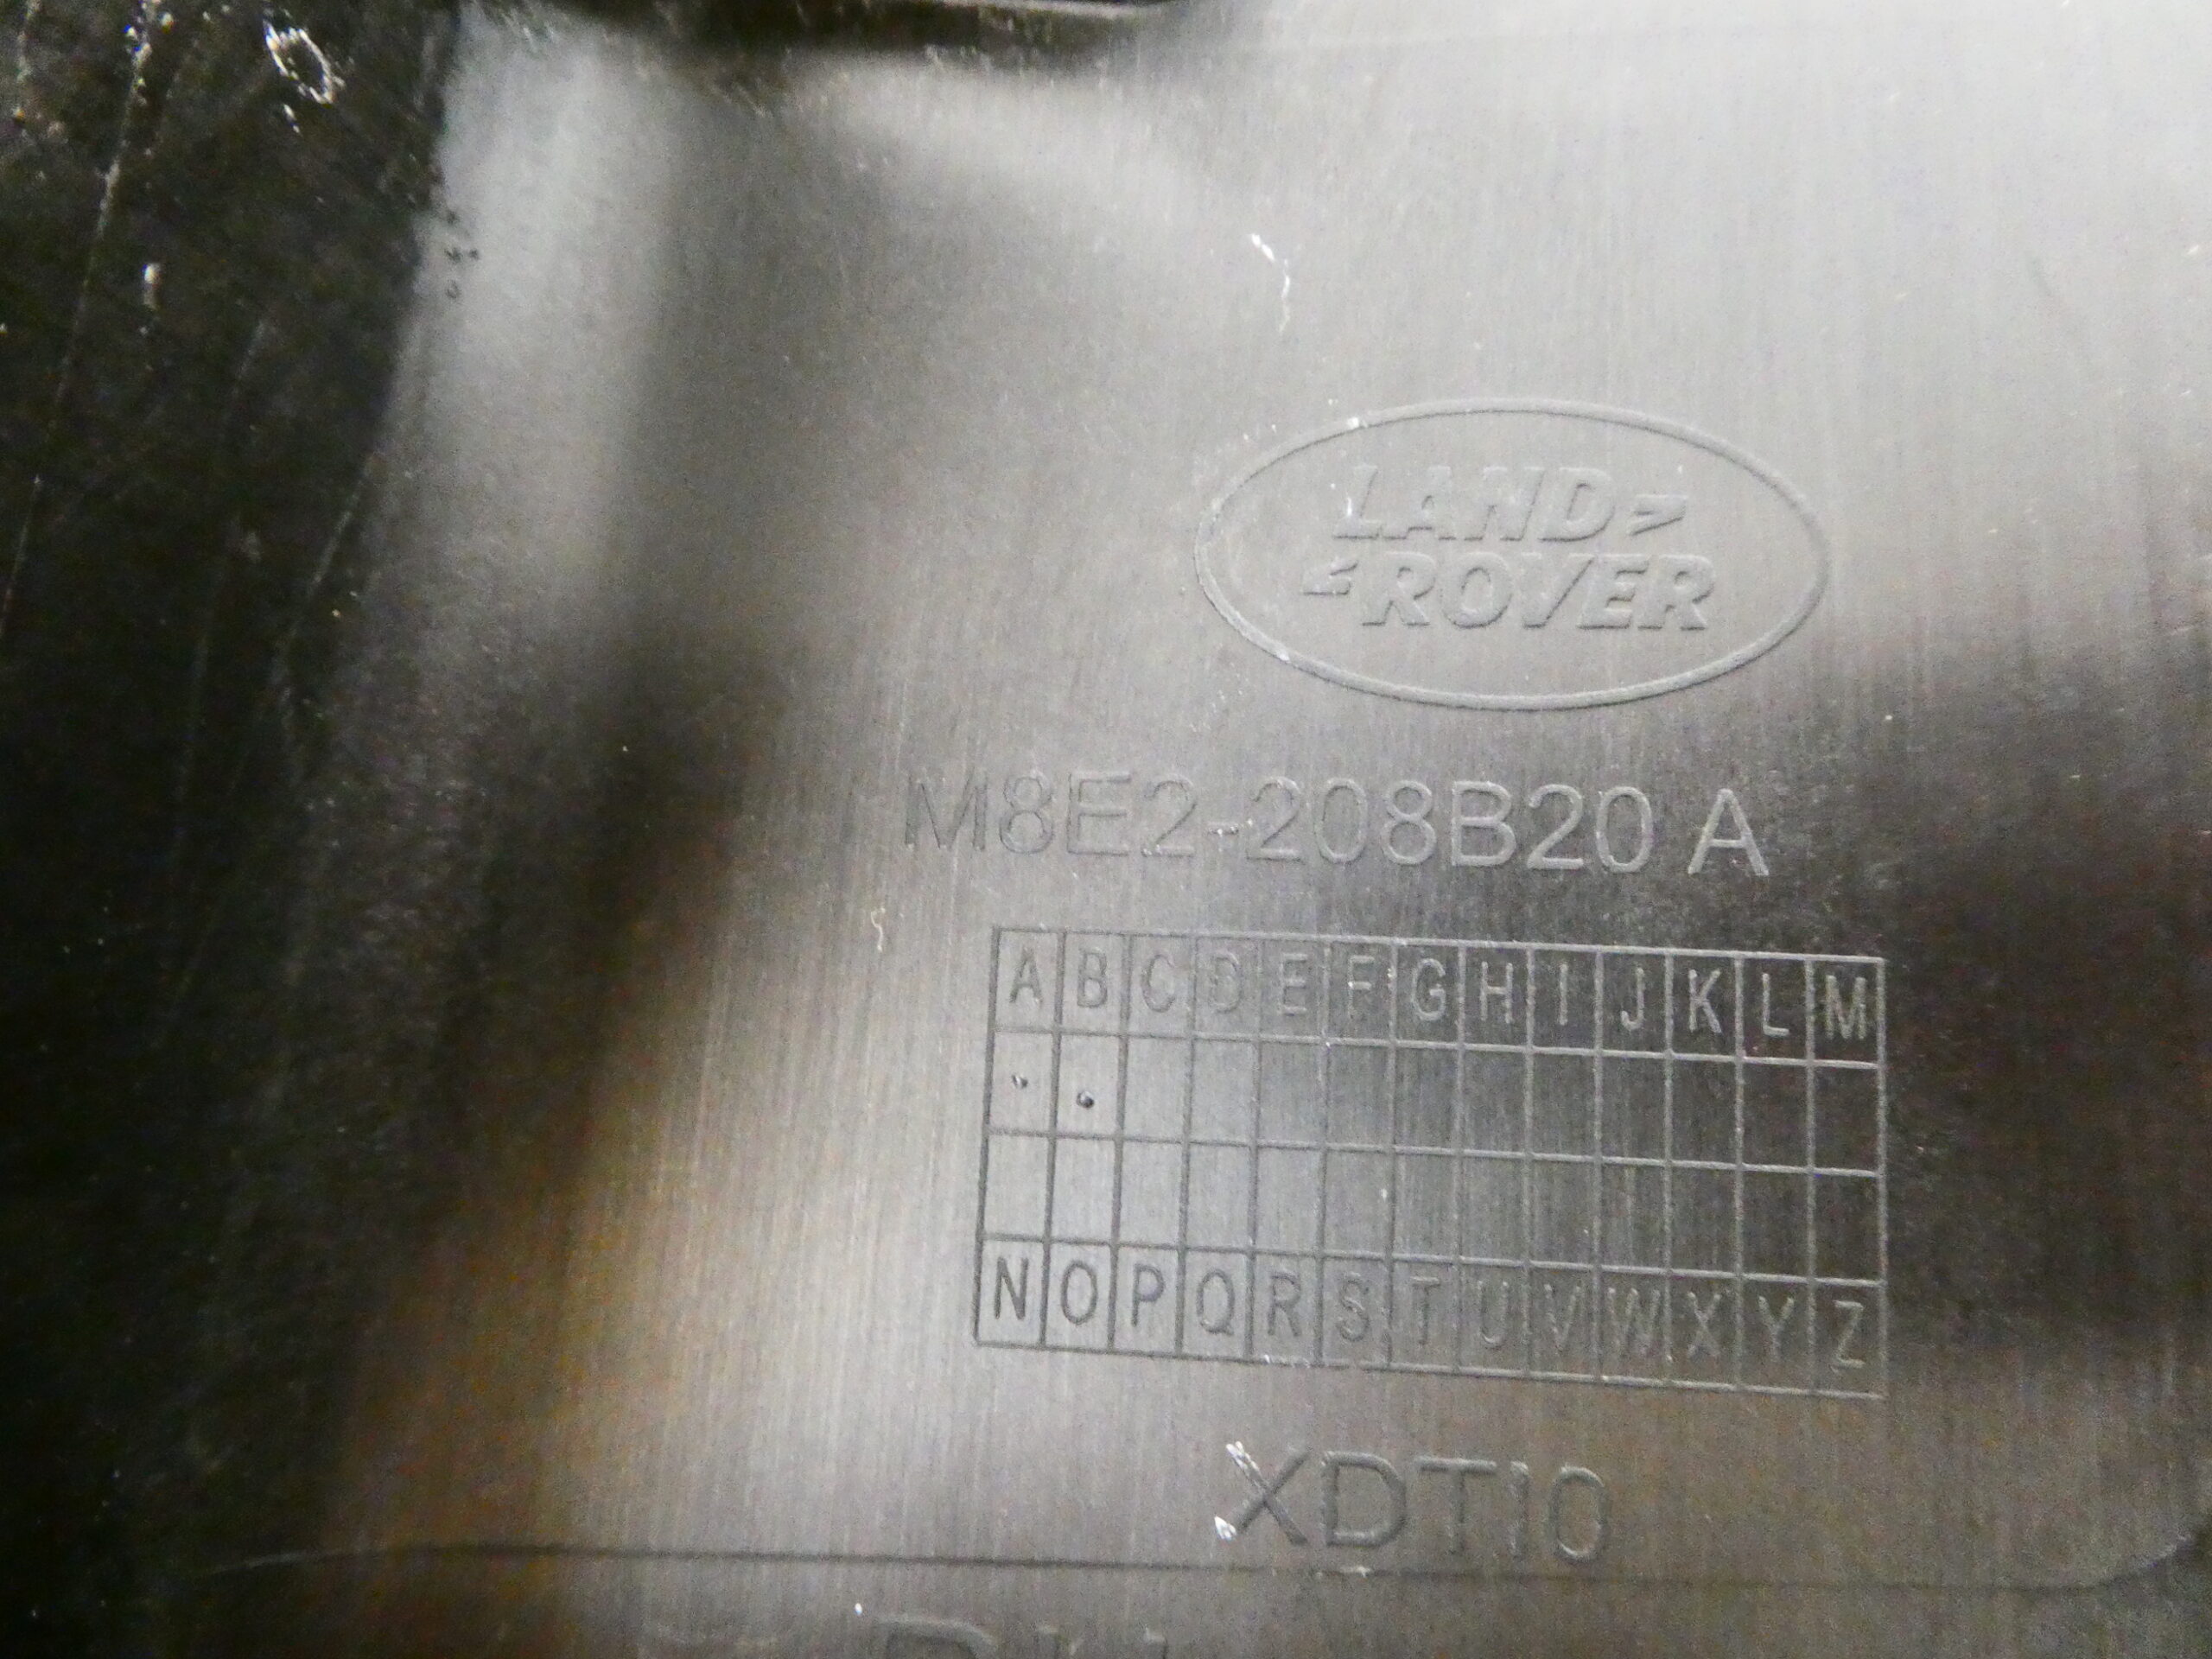 LAND
ROVER
M8E2-208B20 A
A B C D E F G H I J K L M
N O P Q R S T U V W X Y Z
XDT10